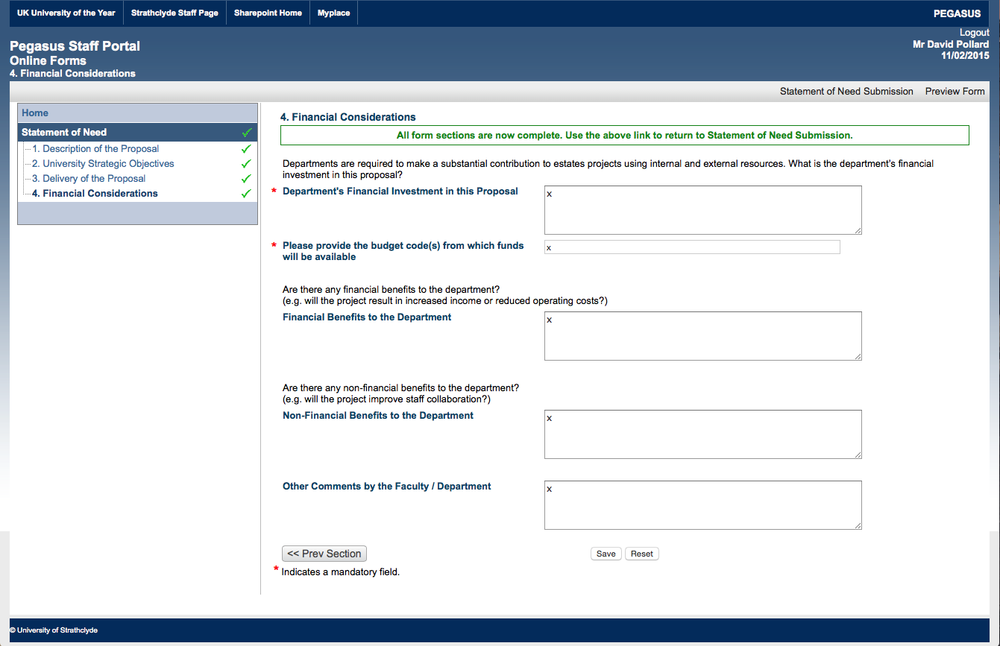 UK University of the Year Strathclyde Staff Page Sharepoint Home Myplace PEGASUS
Logout
Pegasus Staff Portal Mr David Pollard
Online Forms 11/02/2015
4. Financial Considerations
Statement of Need Submission Preview Form
Home
Statement of Need
1. Description of the Proposal
2. University Strategic Objectives
3. Delivery of the Proposal
4. Financial Considerations
4. Financial Considerations
All form sections are now complete. Use the above link to return to Statement of Need Submission.
Departments are required to make a substantial contribution to estates projects using internal and external resources. What is the department's financial
investment in this proposal?
* Department's Financial Investment in this Proposal x
* Please provide the budget code(s) from which funds x
will be available
Are there any financial benefits to the department?
(e.g. will the project result in increased income or reduced operating costs?)
Financial Benefits to the Department x
Are there any non-financial benefits to the department?
(e.g. will the project improve staff collaboration?)
Non-Financial Benefits to the Department x
Other Comments by the Faculty / Department x
<< Prev Section Save Reset
* Indicates a mandatory field.
© University of Strathclyde